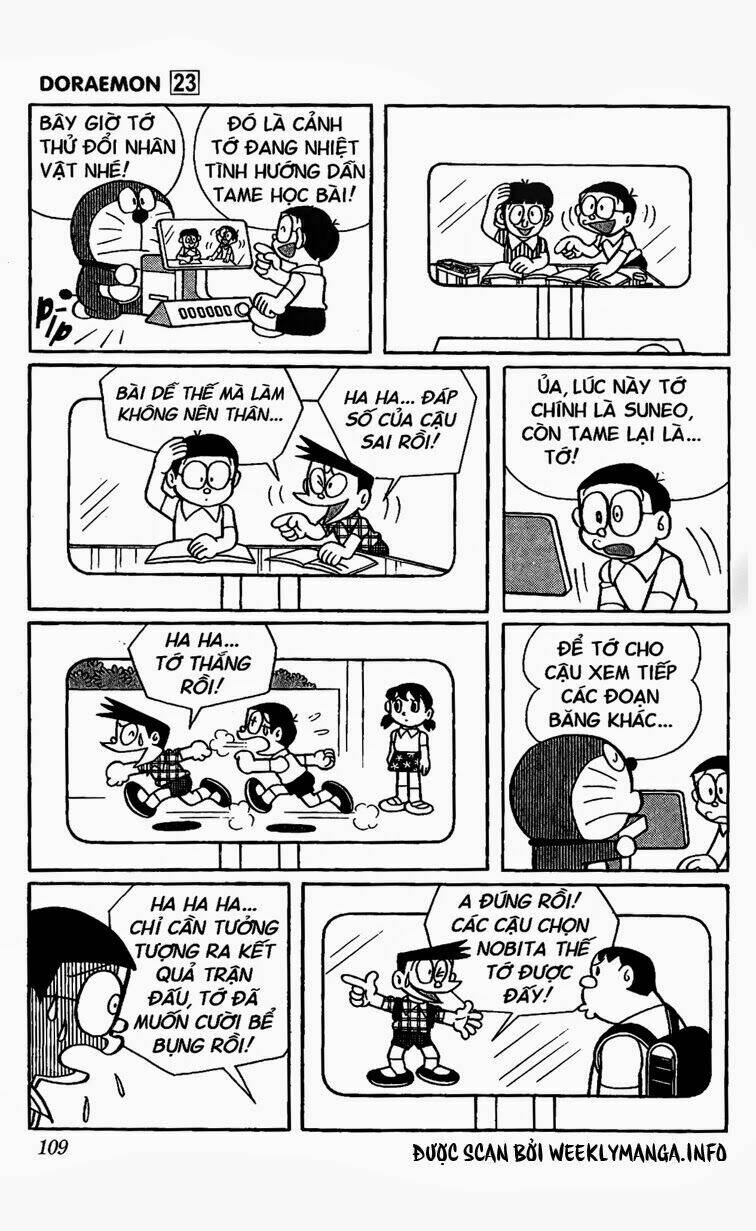 DORAEMON 23
BÂY GIỜ TỚ
THỬ ĐỔI NHÂN
VẬT NHÉ!
ĐÓ LÀ CẢNH
TỚ ĐANG NHIỆT
TÌNH HƯỚNG DẪN
TAME HỌC BÀI!
PIP
BÀI DỄ THẾ MÀ LÀM
KHÔNG NÊN THÂN...
HA HA... ĐÁP
SỐ CỦA CẬU
SAI RỒI!
ỦA, LÚC NÀY TỚ
CHÍNH LÀ SUNEO,
CÒN TAME LẠI LÀ...
TỚ!
HA HA...
TỚ THẮNG
RỒI!
ĐỂ TỚ CHO
CẬU XEM TIẾP
CÁC ĐOẠN
BĂNG KHÁC...
HA HA HA...
CHỈ CẦN TƯỞNG
TƯỢNG RA KẾT
QUẢ TRẬN
ĐẤU, TỚ ĐÃ
MUỐN CƯỜI BỂ
BỤNG RỒI!
A ĐÚNG RỒI!
CÁC CẬU CHỌN
NOBITA THẾ
TỚ ĐƯỢC
ĐẤY!
109
ĐƯỢC SCAN BỞI WEEKLYMANGA.INFO